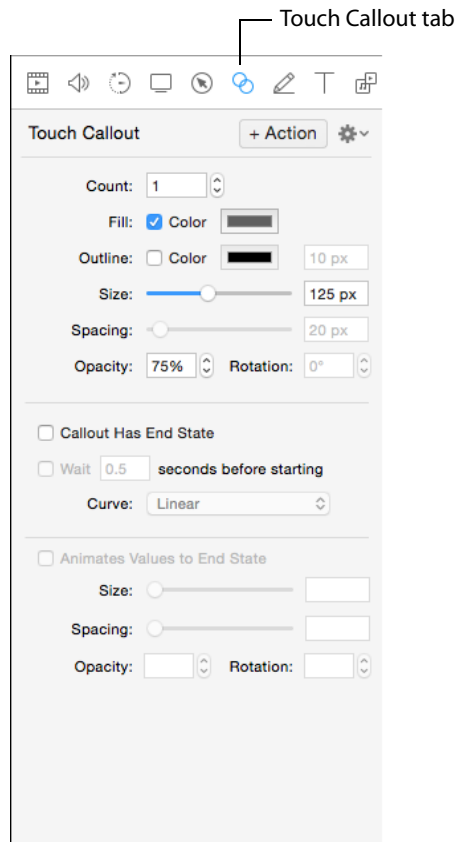 Touch Callout tab
T
Touch Callout + Action
Count: 1
Fill: Color
Outline: Color 10 px
Size: 125 px
Spacing: 20 px
Opacity: 75% Rotation: 0°
Callout Has End State
Wait 0.5 seconds before starting
Curve: Linear
Animates Values to End State
Size:
Spacing:
Opacity: Rotation: